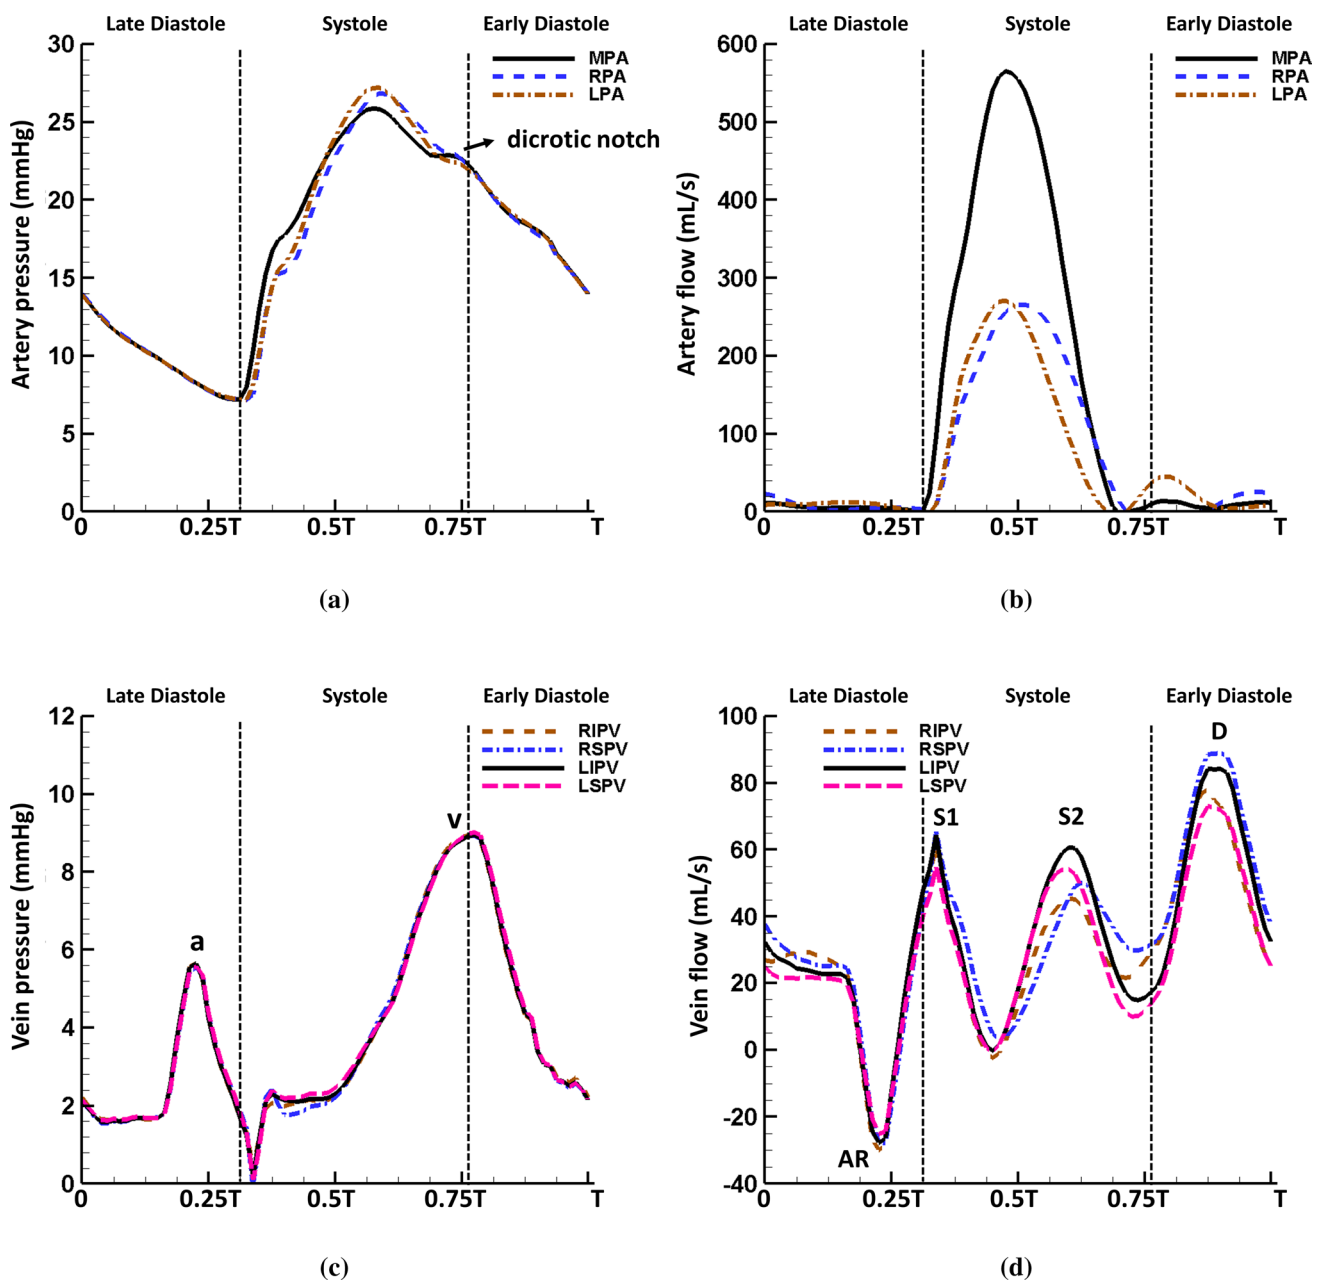 Late Diastole Systole Early Diastole
30
25
20
15
10
5
0
Artery pressure (mmHg)
MPA
RPA
LPA
dicrotic notch
0 0.25T 0.5T 0.75T T
(a)
Late Diastole Systole Early Diastole
600
500
400
300
200
100
0
Artery flow (mL/s)
MPA
RPA
LPA
0 0.25T 0.5T 0.75T T
(b)
Late Diastole Systole Early Diastole
12
10
8
6
4
2
0
Vein pressure (mmHg)
RIPV
RSPV
LIPV
LSPV
a
v
0 0.25T 0.5T 0.75T T
(c)
Late Diastole Systole Early Diastole
100
80
60
40
20
0
-20
-40
Vein flow (mL/s)
RIPV
RSPV
LIPV
LSPV
S1
S2
D
AR
0 0.25T 0.5T 0.75T T
(d)